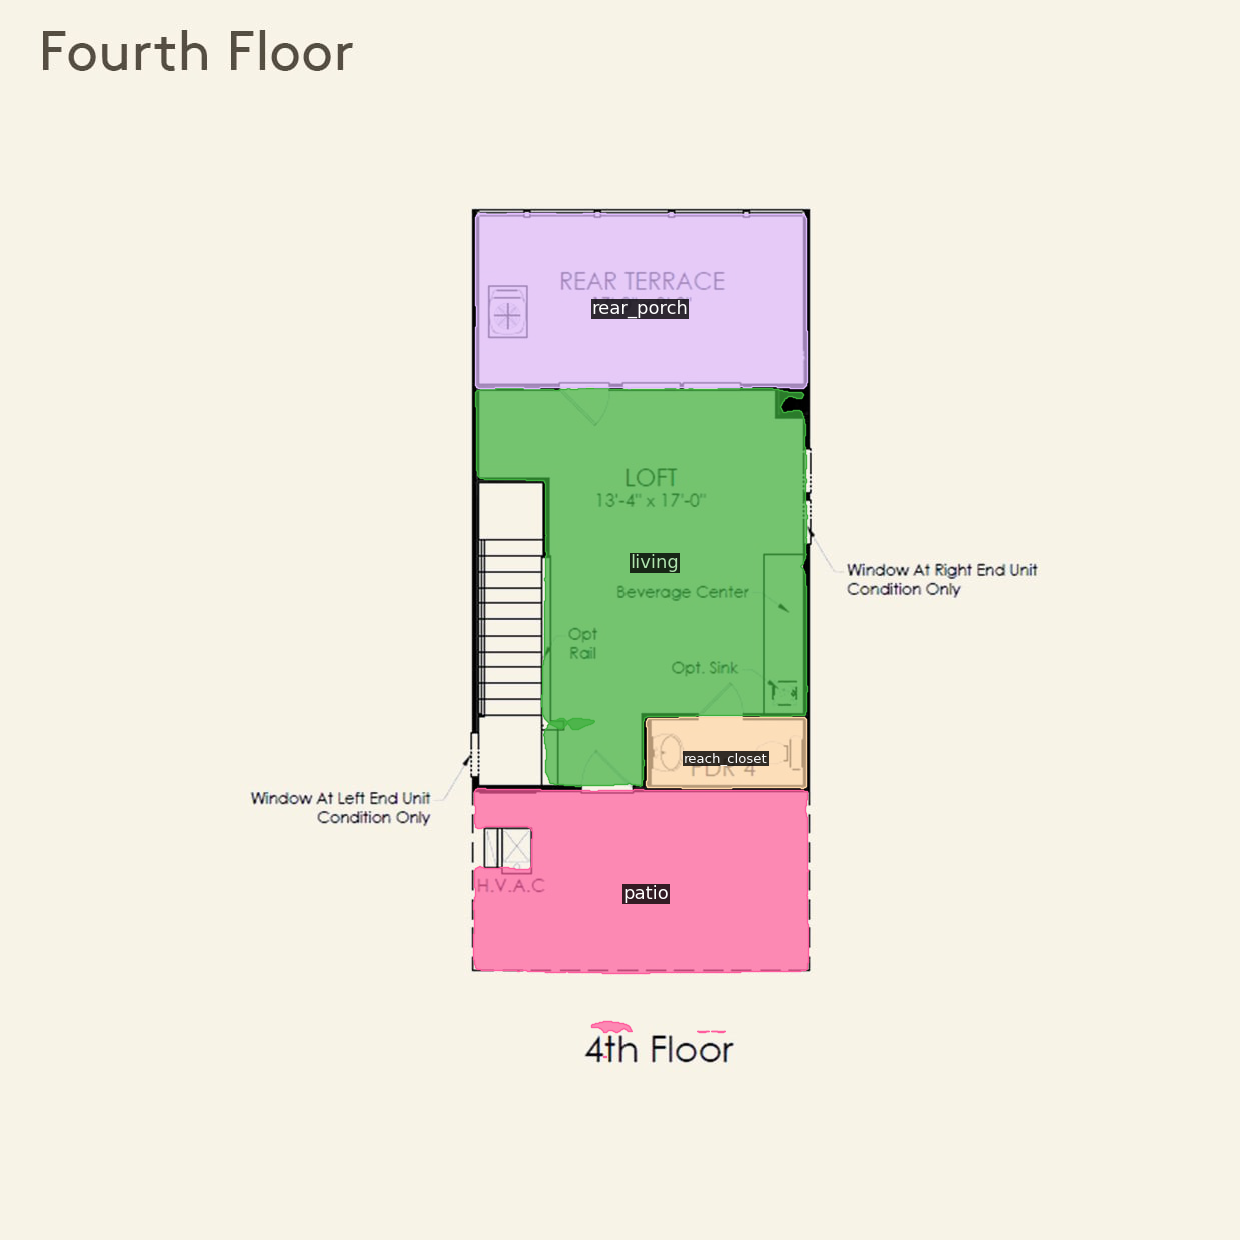 Fourth Floor
REAR TERRACE
rear_porch
LOFT
13'-4" x 17'-0"
living
Window At Right End Unit
Condition Only
Beverage Center
Opt
Rail
Opt. Sink
reach_closet
PDR 4
Window At Left End Unit
Condition Only
H.V.A.C
patio
4th Floor